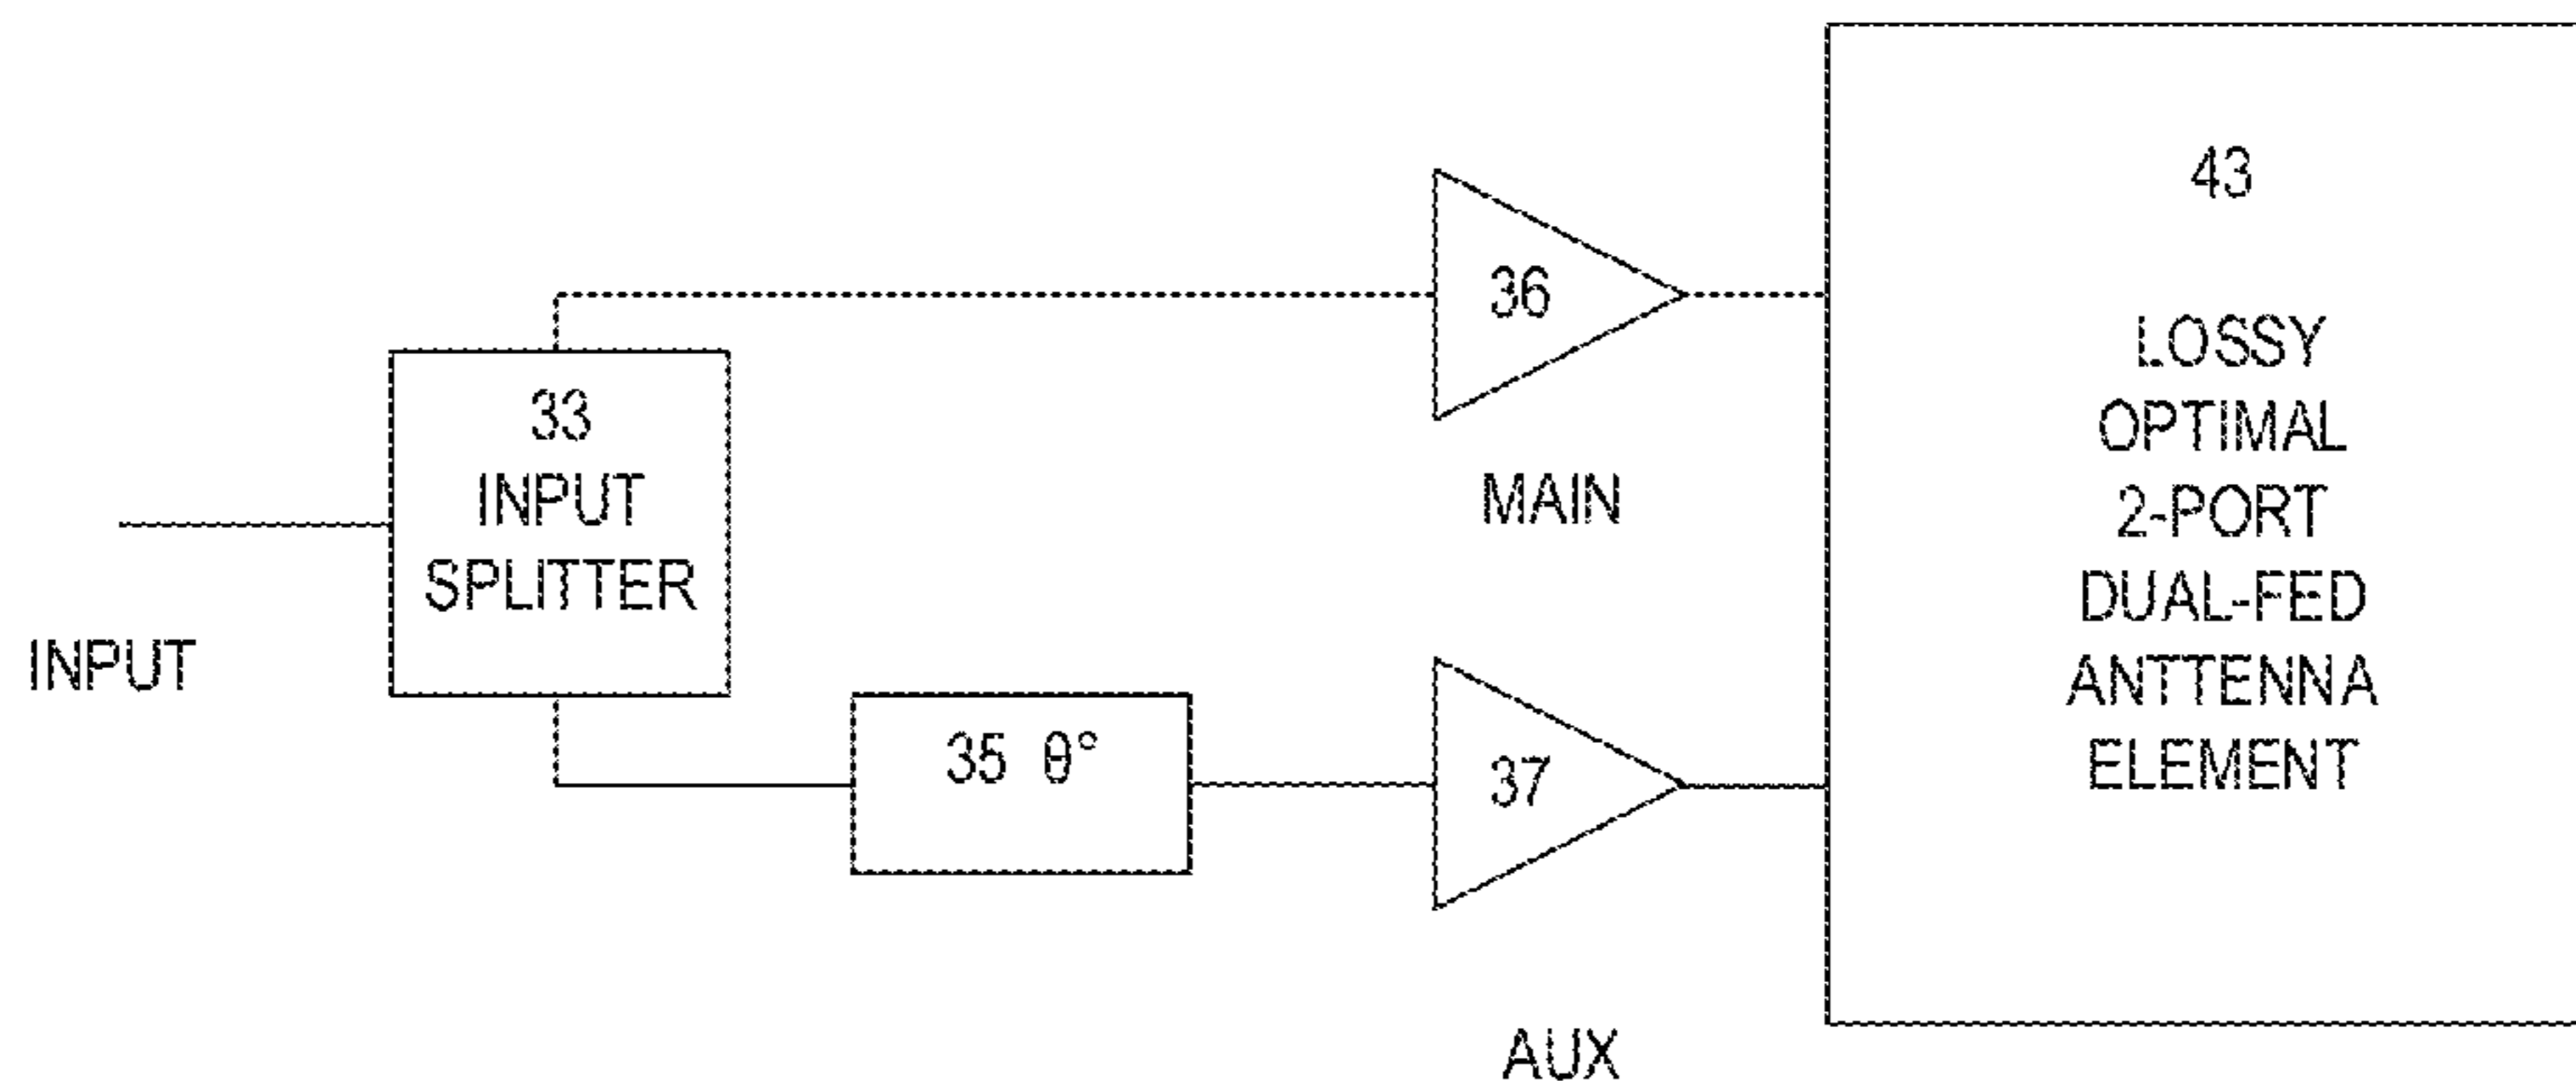 INPUT
33
INPUT
SPLITTER
35 θ°
36
MAIN
37
AUX
43
LOSSY
OPTIMAL
2-PORT
DUAL-FED
ANTTENNA
ELEMENT